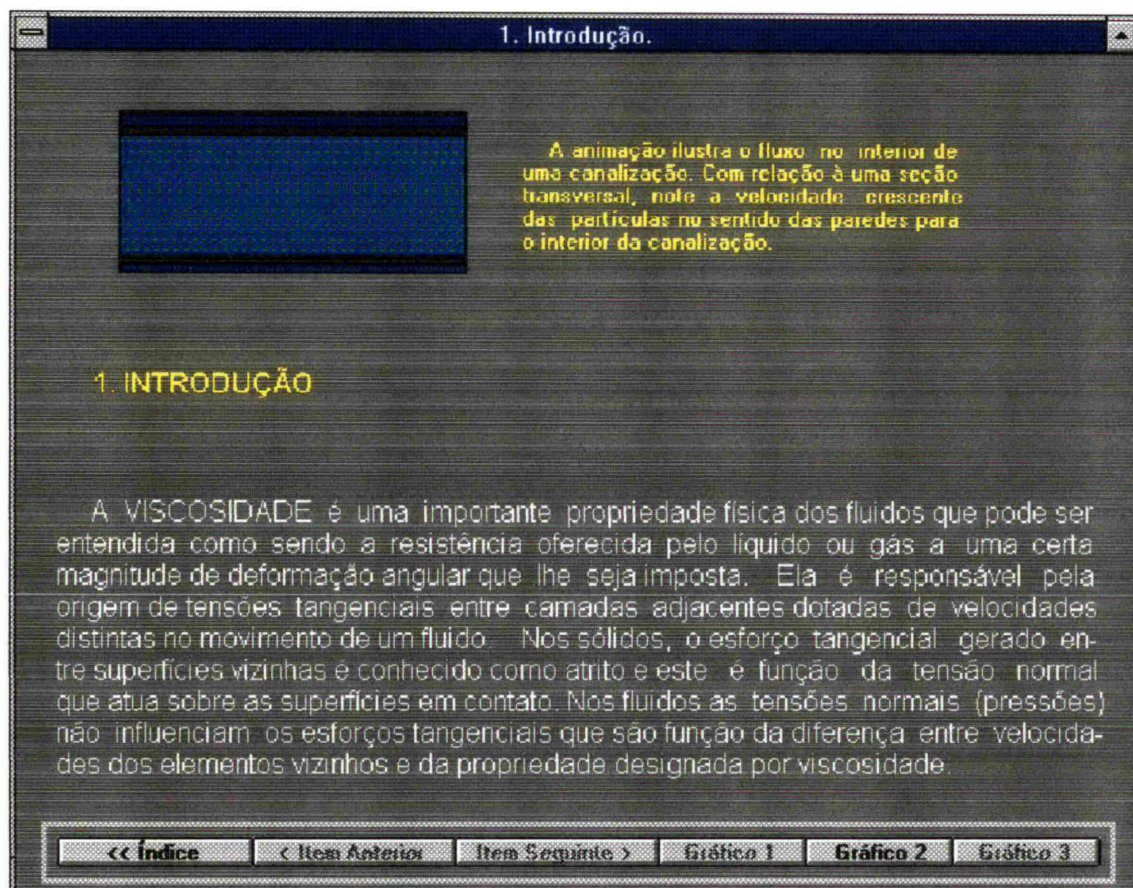 1. Introdução.
A animação ilustra o fluxo no interior de
uma canalização. Com relação à uma seção
transversal, note a velocidade crescente
das partículas no sentido das paredes para
o interior da canalização.
1. INTRODUÇÃO
A VISCOSIDADE é uma importante propriedade física dos fluidos que pode ser
entendida como sendo a resistência oferecida pelo líquido ou gás a uma certa
magnitude de deformação angular que lhe seja imposta. Ela é responsável pela
origem de tensões tangenciais entre camadas adjacentes dotadas de velocidades
distintas no movimento de um fluido. Nos sólidos, o esforço tangencial gerado en-
tre superfícies vizinhas é conhecido como atrito e este é função da tensão normal
que atua sobre as superfícies em contato. Nos fluidos as tensões normais (pressões)
não influenciam os esforços tangenciais que são função da diferença entre velocida-
des dos elementos vizinhos e da propriedade designada por viscosidade.
<< Índice < Item Anterior Item Seguinte > Gráfico 1 Gráfico 2 Gráfico 3